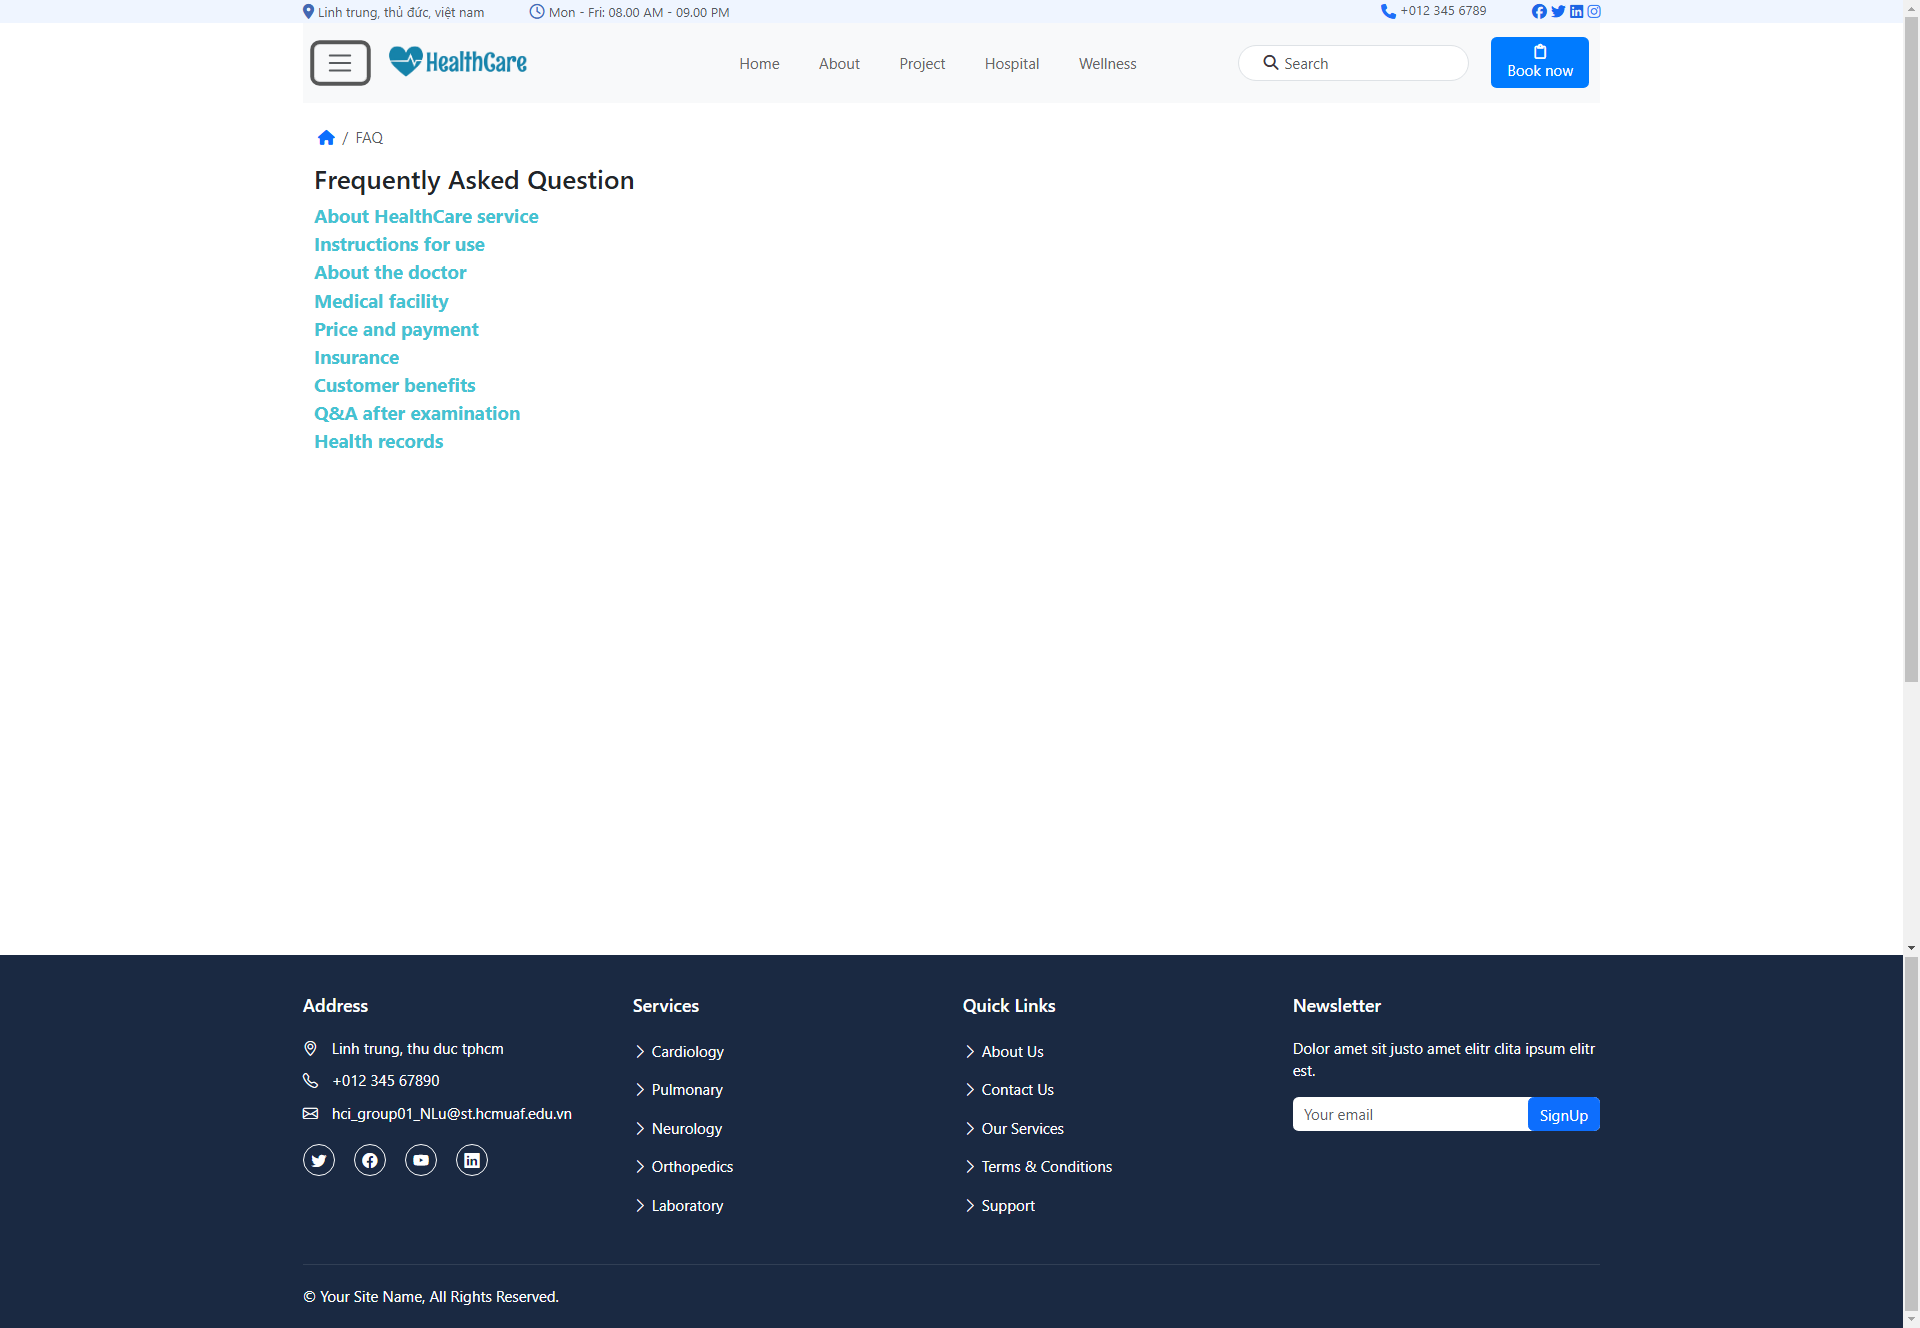 Linh trung, thủ đức, việt nam
Mon - Fri: 08.00 AM - 09.00 PM
+012 345 6789
HealthCare
Home
About
Project
Hospital
Wellness
Search
Book now
/ FAQ
Frequently Asked Question
About HealthCare service
Instructions for use
About the doctor
Medical facility
Price and payment
Insurance
Customer benefits
Q&A after examination
Health records
Address
Linh trung, thu duc tphcm
+012 345 67890
hci_group01_NLu@st.hcmuaf.edu.vn
Services
Cardiology
Pulmonary
Neurology
Orthopedics
Laboratory
Quick Links
About Us
Contact Us
Our Services
Terms & Conditions
Support
Newsletter
Dolor amet sit justo amet elitr clita ipsum elitr
est.
Your email
SignUp
© Your Site Name, All Rights Reserved.